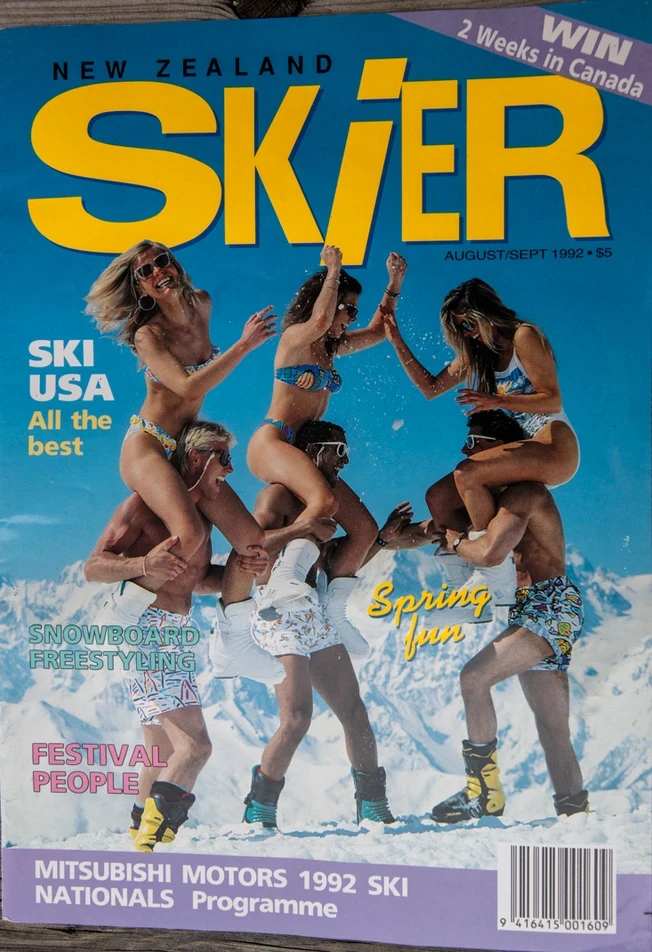 WIN
2 Weeks in Canada
NEW ZEALAND
SKiER
AUGUST/SEPT 1992 • $5
SKI
USA
All the
best
Spring
fun
SNOWBOARD
FREESTYLING
FESTIVAL
PEOPLE
MITSUBISHI MOTORS 1992 SKI
NATIONALS Programme
9 416415 001609